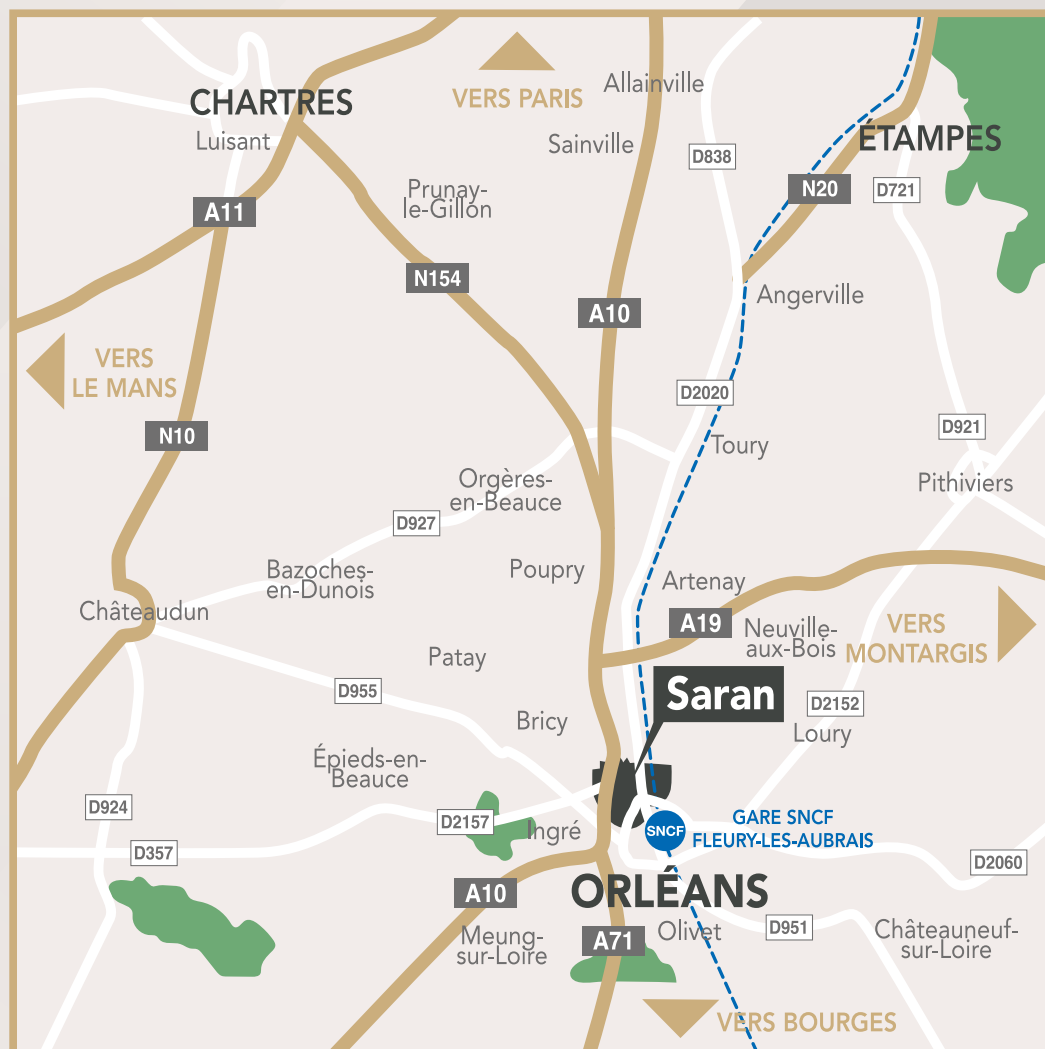 CHARTRES
Luisant
VERS PARIS
Allainville
Sainville
D838
ÉTAMPES
N20
D721
Prunay-
le-Gillon
A11
N154
A10
Angerville
VERS
LE MANS
D2020
N10
D921
Toury
Pithiviers
Orgères-
en-Beauce
D927
Bazoches-
en-Dunois
Poupry
Artenay
Châteaudun
A19
Neuville-
aux-Bois
VERS
MONTARGIS
Patay
D955
Saran
D2152
Bricy
Loury
Épieds-en-
Beauce
D924
D2157
Ingré
SNCF
GARE SNCF
FLEURY-LES-AUBRAIS
D357
D2060
A10
ORLÉANS
Meung-
sur-Loire
A71
Olivet
D951
Châteauneuf-
sur-Loire
VERS BOURGES